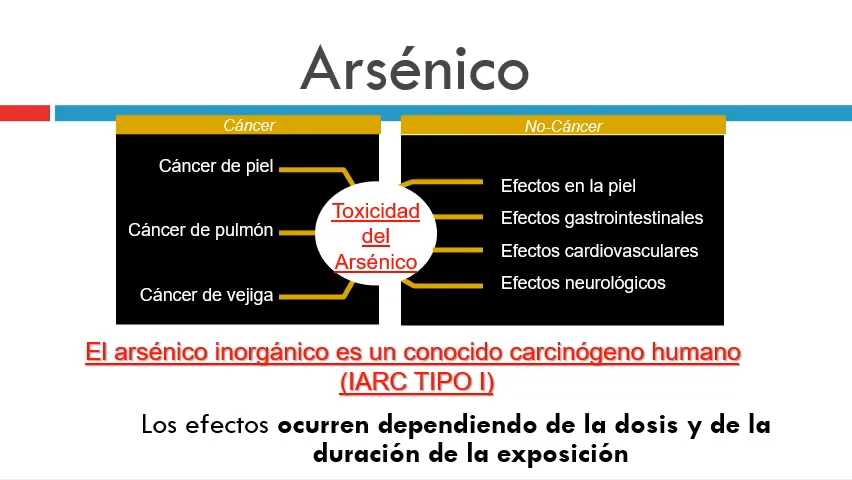 Arsénico
Cáncer
Cáncer de piel
Cáncer de pulmón
Cáncer de vejiga
Toxicidad
del
Arsénico
No-Cáncer
Efectos en la piel
Efectos gastrointestinales
Efectos cardiovasculares
Efectos neurológicos
El arsénico inorgánico es un conocido carcinógeno humano
(IARC TIPO I)
Los efectos ocurren dependiendo de la dosis y de la
duración de la exposición